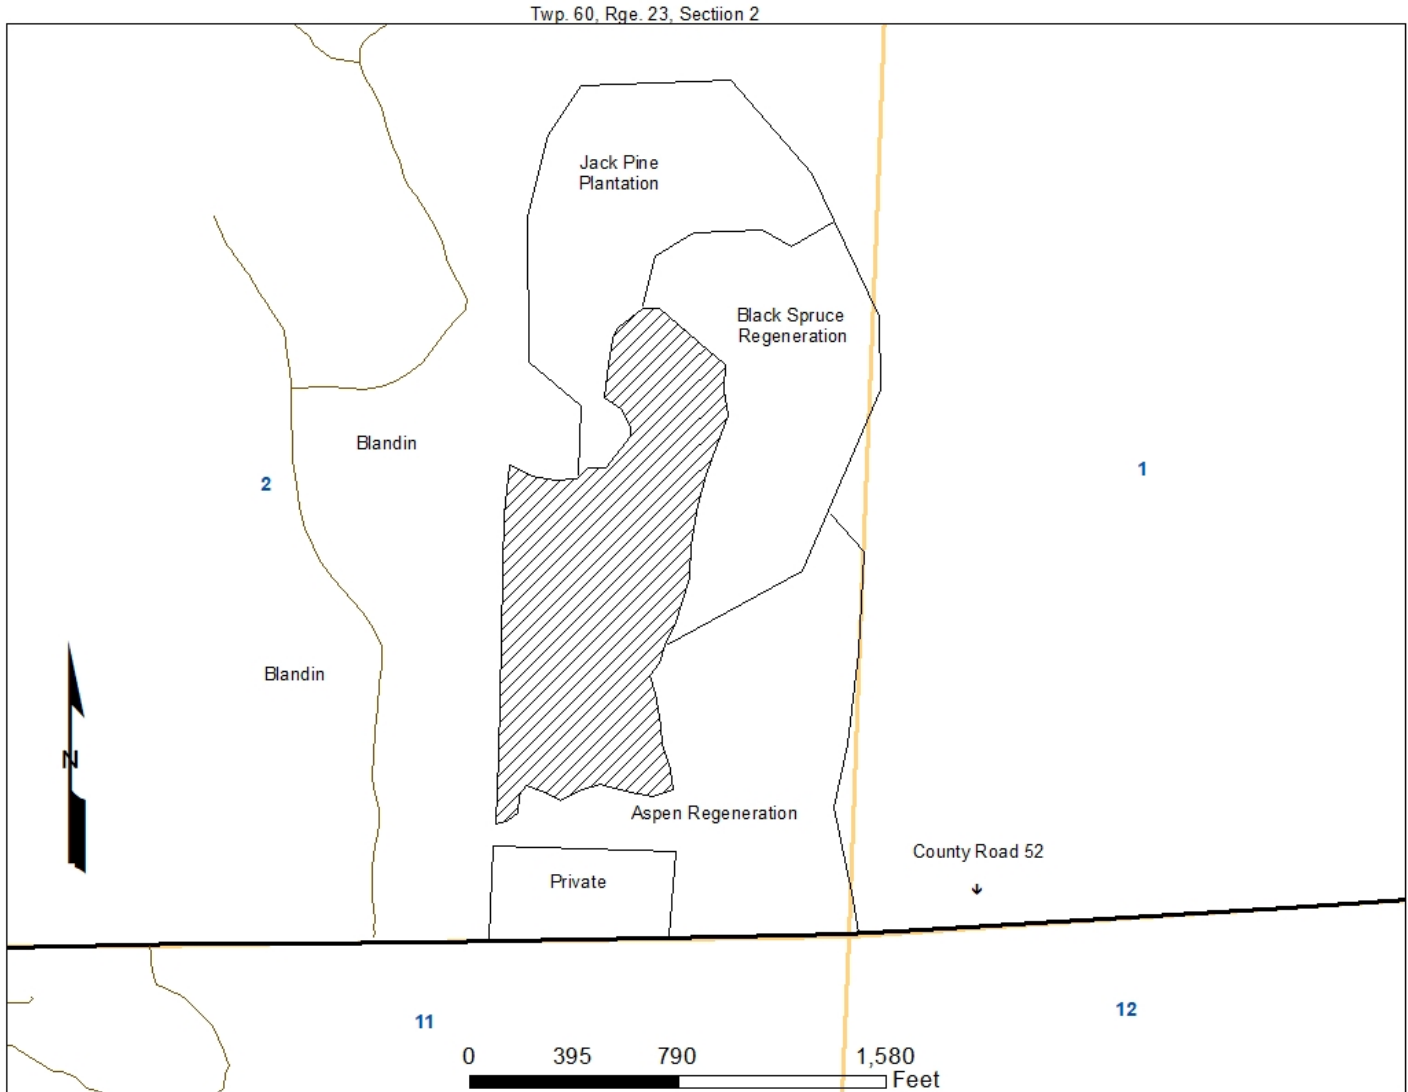 Twp. 60, Rge. 23, Sectiion 2
Jack Pine
Plantation
Black Spruce
Regeneration
Blandin
1
2
Blandin
N
Aspen Regeneration
County Road 52
Private
12
11
0 395 790 1,580
Feet